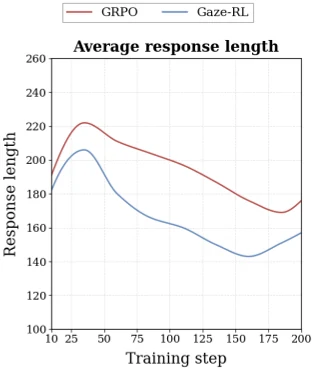 GRPO Gaze-RL
Average response length
Response length
260
240
220
200
180
160
140
120
100
10 25 50 75 100 125 150 175 200
Training step